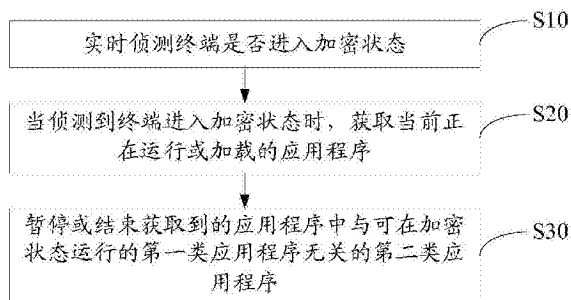 实时侦测终端是否进入加密状态
S10
当侦测到终端进入加密状态时，获取当前正
在运行或加载的应用程序
S20
暂停或结束获取到的应用程序中与可在加密
状态运行的第一类应用程序无关的第二类应
用程序
S30